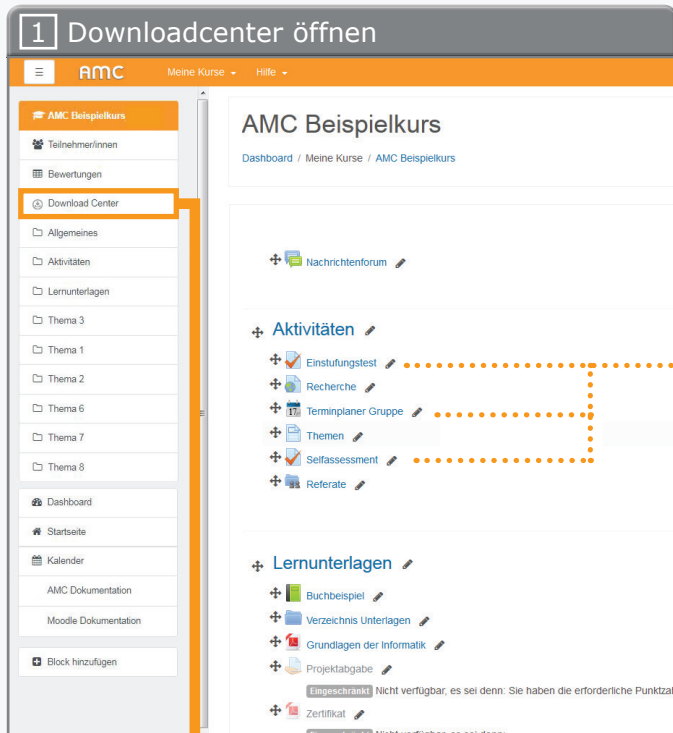 1 Downloadcenter öffnen
AMC Meine Kurse Hilfe
AMC Beispielkurs
Teilnehmer/innen
Bewertungen
Download Center
Allgemeines
Aktivitäten
Lernunterlagen
Thema 3
Thema 1
Thema 2
Thema 6
Thema 7
Thema 8
Dashboard
Startseite
Kalender
AMC Dokumentation
Moodle Dokumentation
Block hinzufügen
AMC Beispielkurs
Dashboard / Meine Kurse / AMC Beispielkurs
Nachrichtenforum
Aktivitäten
Einstufungstest
Recherche
17 Terminplaner Gruppe
Themen
Selfassessment
Referate
Lernunterlagen
Buchbeispiel
Verzeichnis Unterlagen
Grundlagen der Informatik
Projektabgabe
Eingeschränkt Nicht verfügbar, es sei denn: Sie haben die erforderliche Punktzal
Zertifikat